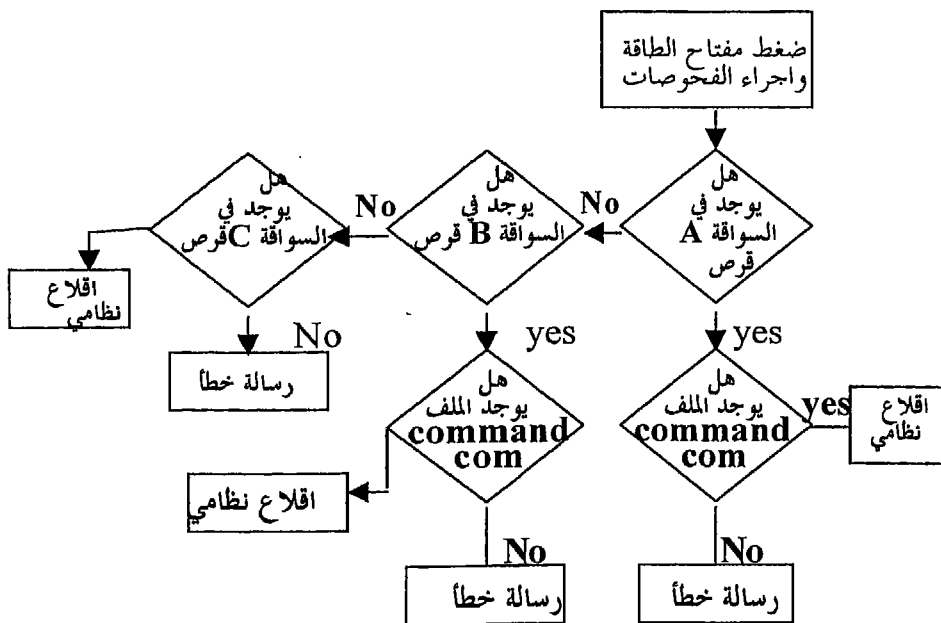 ضغط مفتاح الطاقة
واجراء الفحوصات
هل
يوجد في
السواقة A
قرص
No
هل
يوجد في
السواقة B قرص
No
هل
يوجد في
السواقة C قرص
اقلاع
نظامي
No
رسالة خطأ
yes
هل
يوجد الملف
command
com
yes
اقلاع
نظامي
No
رسالة خطأ
yes
هل
يوجد الملف
command
com
اقلاع نظامي
No
رسالة خطأ